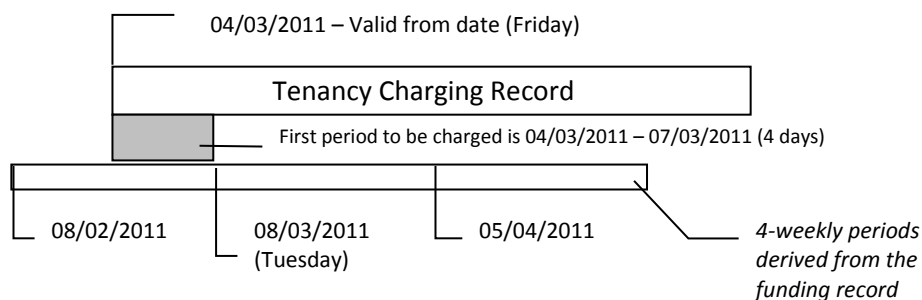 04/03/2011 – Valid from date (Friday)
Tenancy Charging Record
First period to be charged is 04/03/2011 – 07/03/2011 (4 days)
08/02/2011
08/03/2011
(Tuesday)
05/04/2011
4-weekly periods
derived from the
funding record